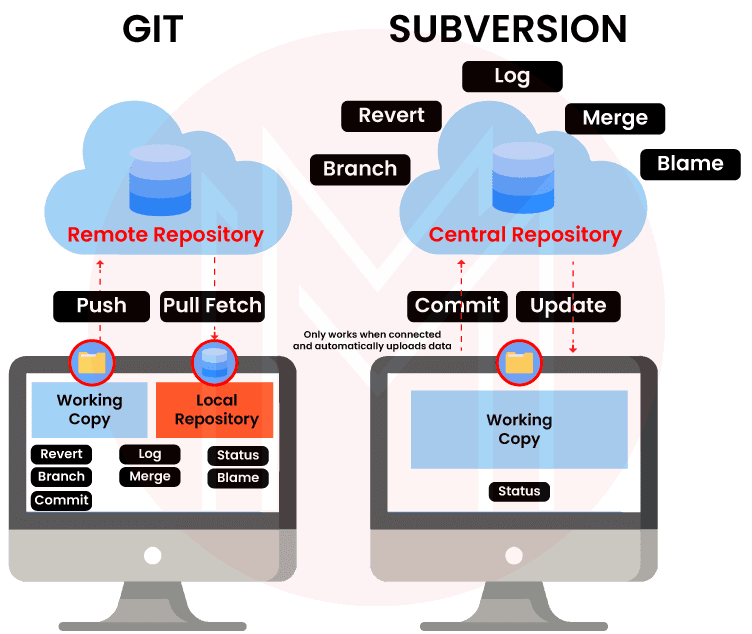 GIT
Remote Repository
Push
Pull Fetch
Working
Copy
Local
Repository
Revert
Log
Status
Branch
Merge
Blame
Commit
SUBVERSION
Log
Revert
Merge
Branch
Blame
Central Repository
Commit
Update
Only works when connected
and automatically uploads data
Working
Copy
Status